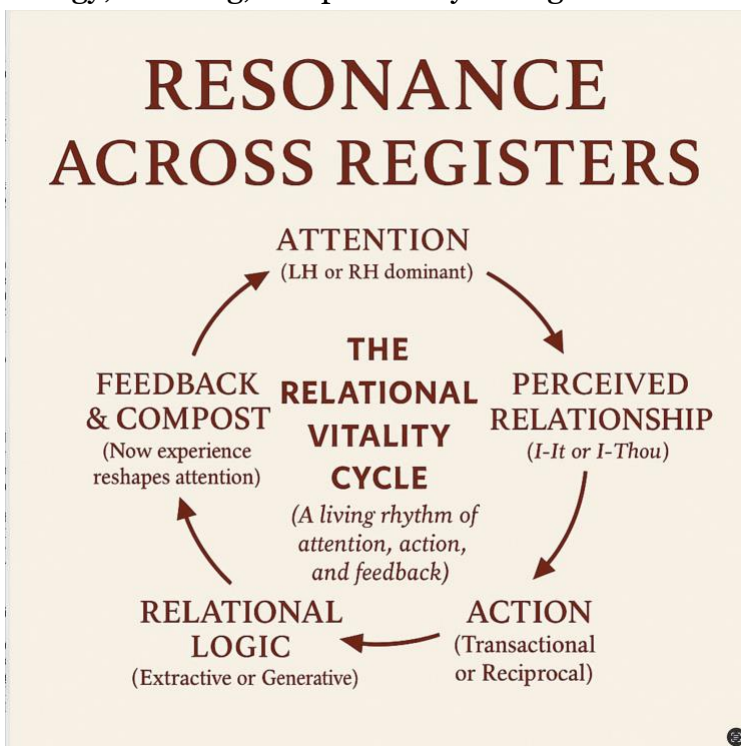 RESONANCE
ACROSS REGISTERS
ATTENTION
(LH or RH dominant)
PERCEIVED
RELATIONSHIP
(I-It or I-Thou)
ACTION
(Transactional
or Reciprocal)
RELATIONAL
LOGIC
(Extractive or Generative)
FEEDBACK
& COMPOST
(Now experience
reshapes attention)
THE
RELATIONAL
VITALITY
CYCLE
(A living rhythm of
attention, action,
and feedback)